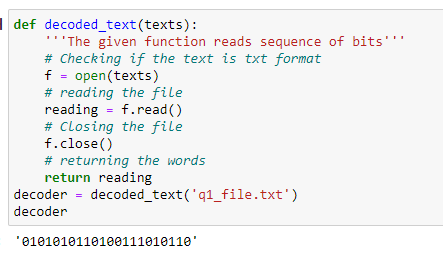 def decoded_text(texts):
    '''The given function reads sequence of bits'''
    # Checking if the text is txt format
    f = open(texts)
    # reading the file
    reading = f.read()
    # Closing the file
    f.close()
    # returning the words
    return reading
decoder = decoded_text('q1_file.txt')
decoder
'0101010110100111010110'